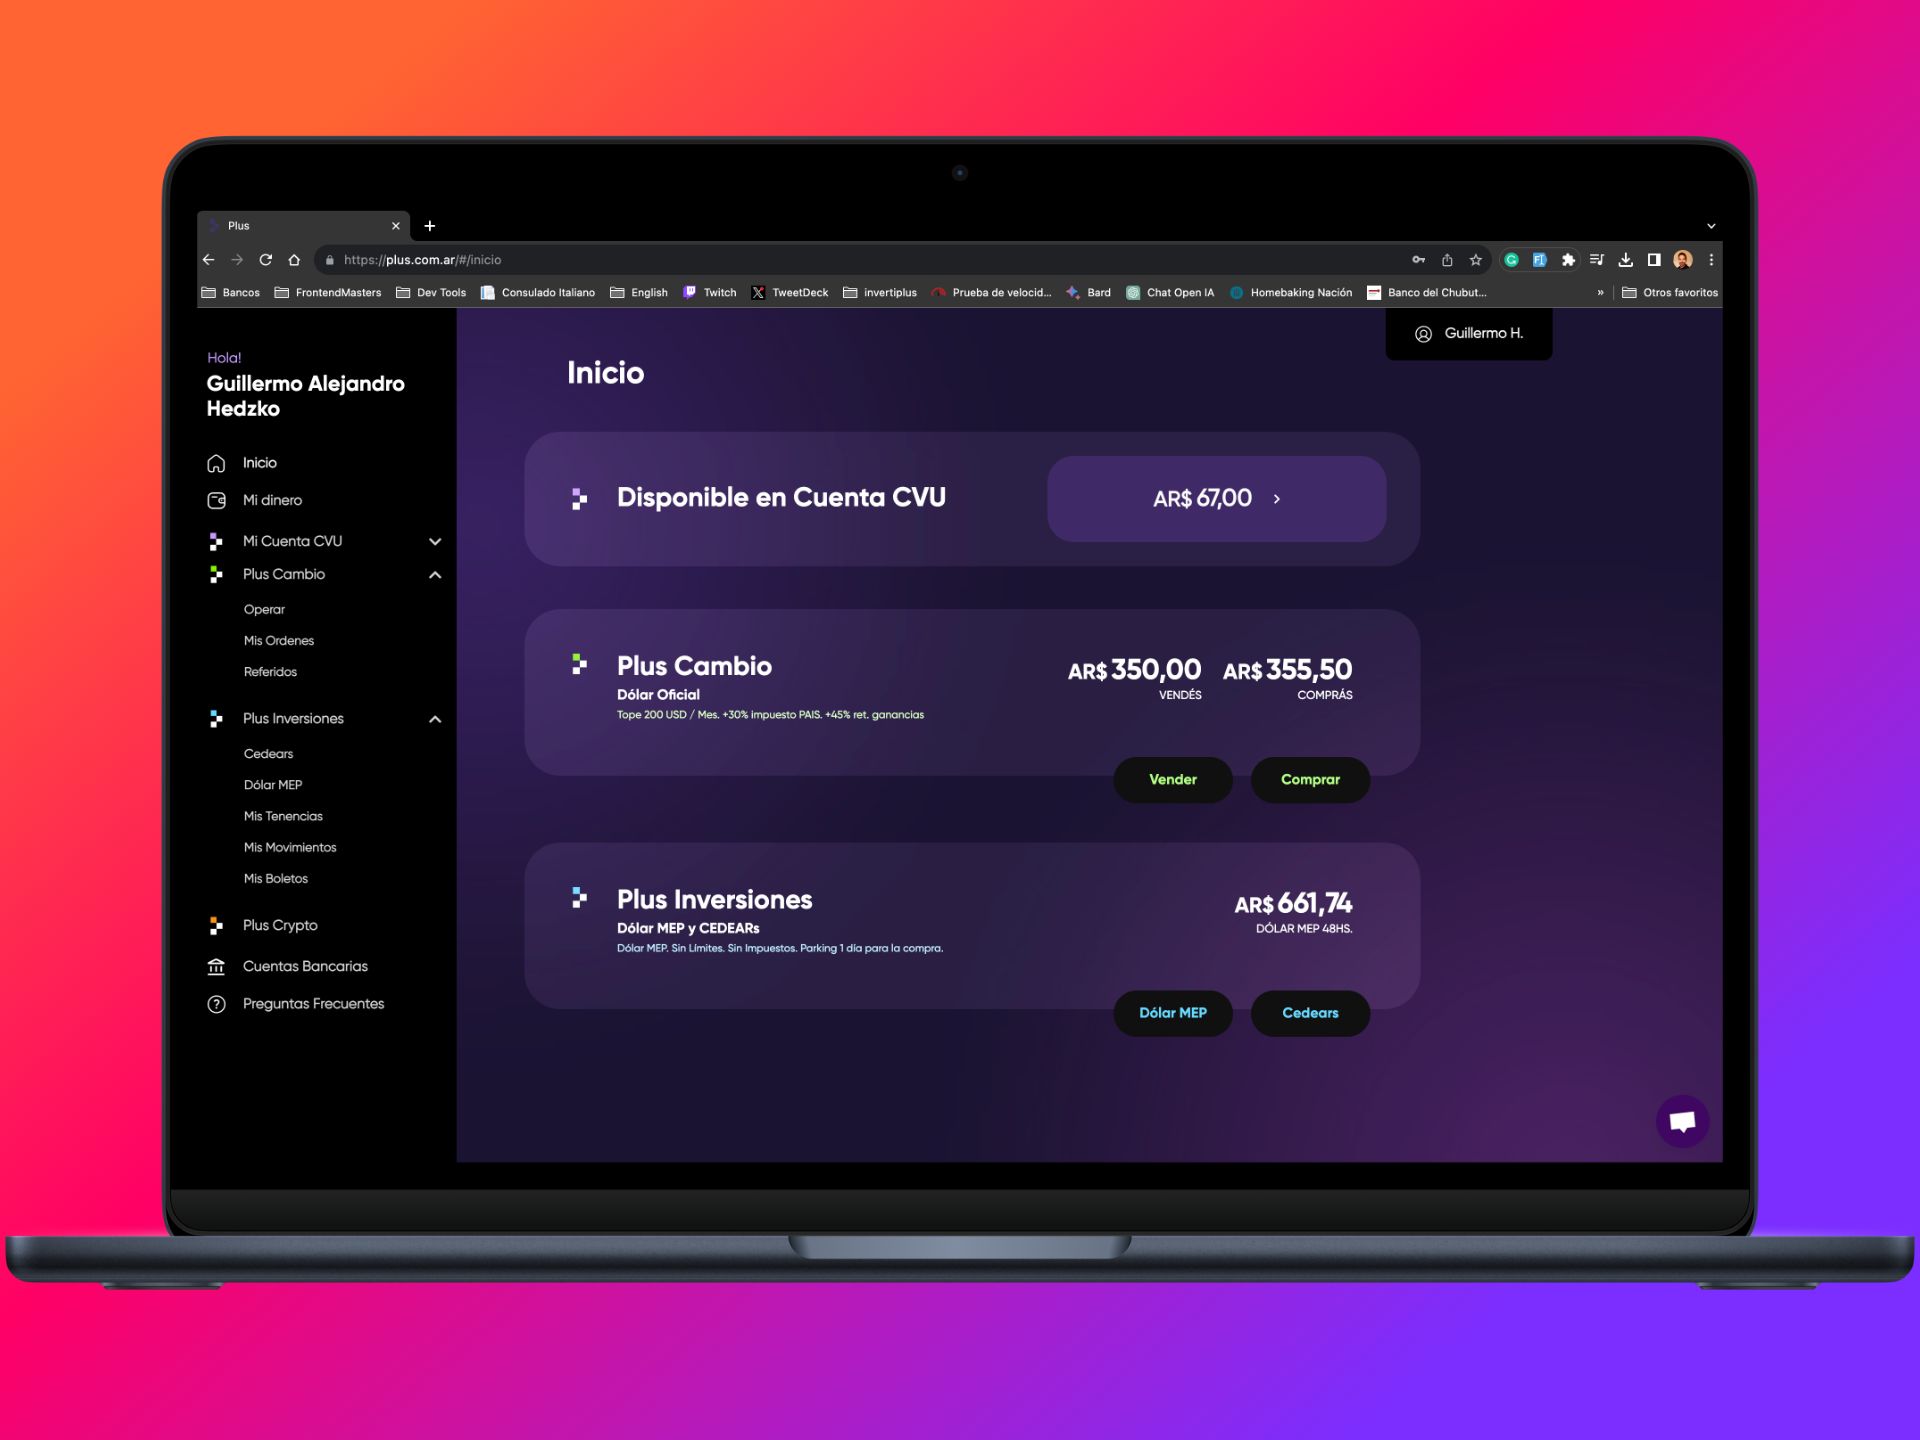 Plus
https://plus.com.ar/#/inicio
Bancos
FrontendMasters
Dev Tools
Consulado Italiano
English
Twitch
TweetDeck
invertiplus
Prueba de velocid...
Bard
Chat Open IA
Homebaking Nación
Banco del Chubut...
»
Otros favoritos
Hola!
Guillermo Alejandro
Hedzko
Inicio
Mi dinero
Mi Cuenta CVU
Plus Cambio
Operar
Mis Ordenes
Referidos
Plus Inversiones
Cedears
Dólar MEP
Mis Tenencias
Mis Movimientos
Mis Boletos
Plus Crypto
Cuentas Bancarias
Preguntas Frecuentes
Guillermo H.
Inicio
Disponible en Cuenta CVU
AR$ 67,00
Plus Cambio
Dólar Oficial
Tope 200 USD / Mes. +30% impuesto PAIS. +45% ret. ganancias
AR$ 350,00
VENDÉS
AR$ 355,50
COMPRÁS
Vender
Comprar
Plus Inversiones
Dólar MEP y CEDEARs
Dólar MEP. Sin Límites. Sin Impuestos. Parking 1 día para la compra.
AR$ 661,74
DÓLAR MEP 48HS.
Dólar MEP
Cedears